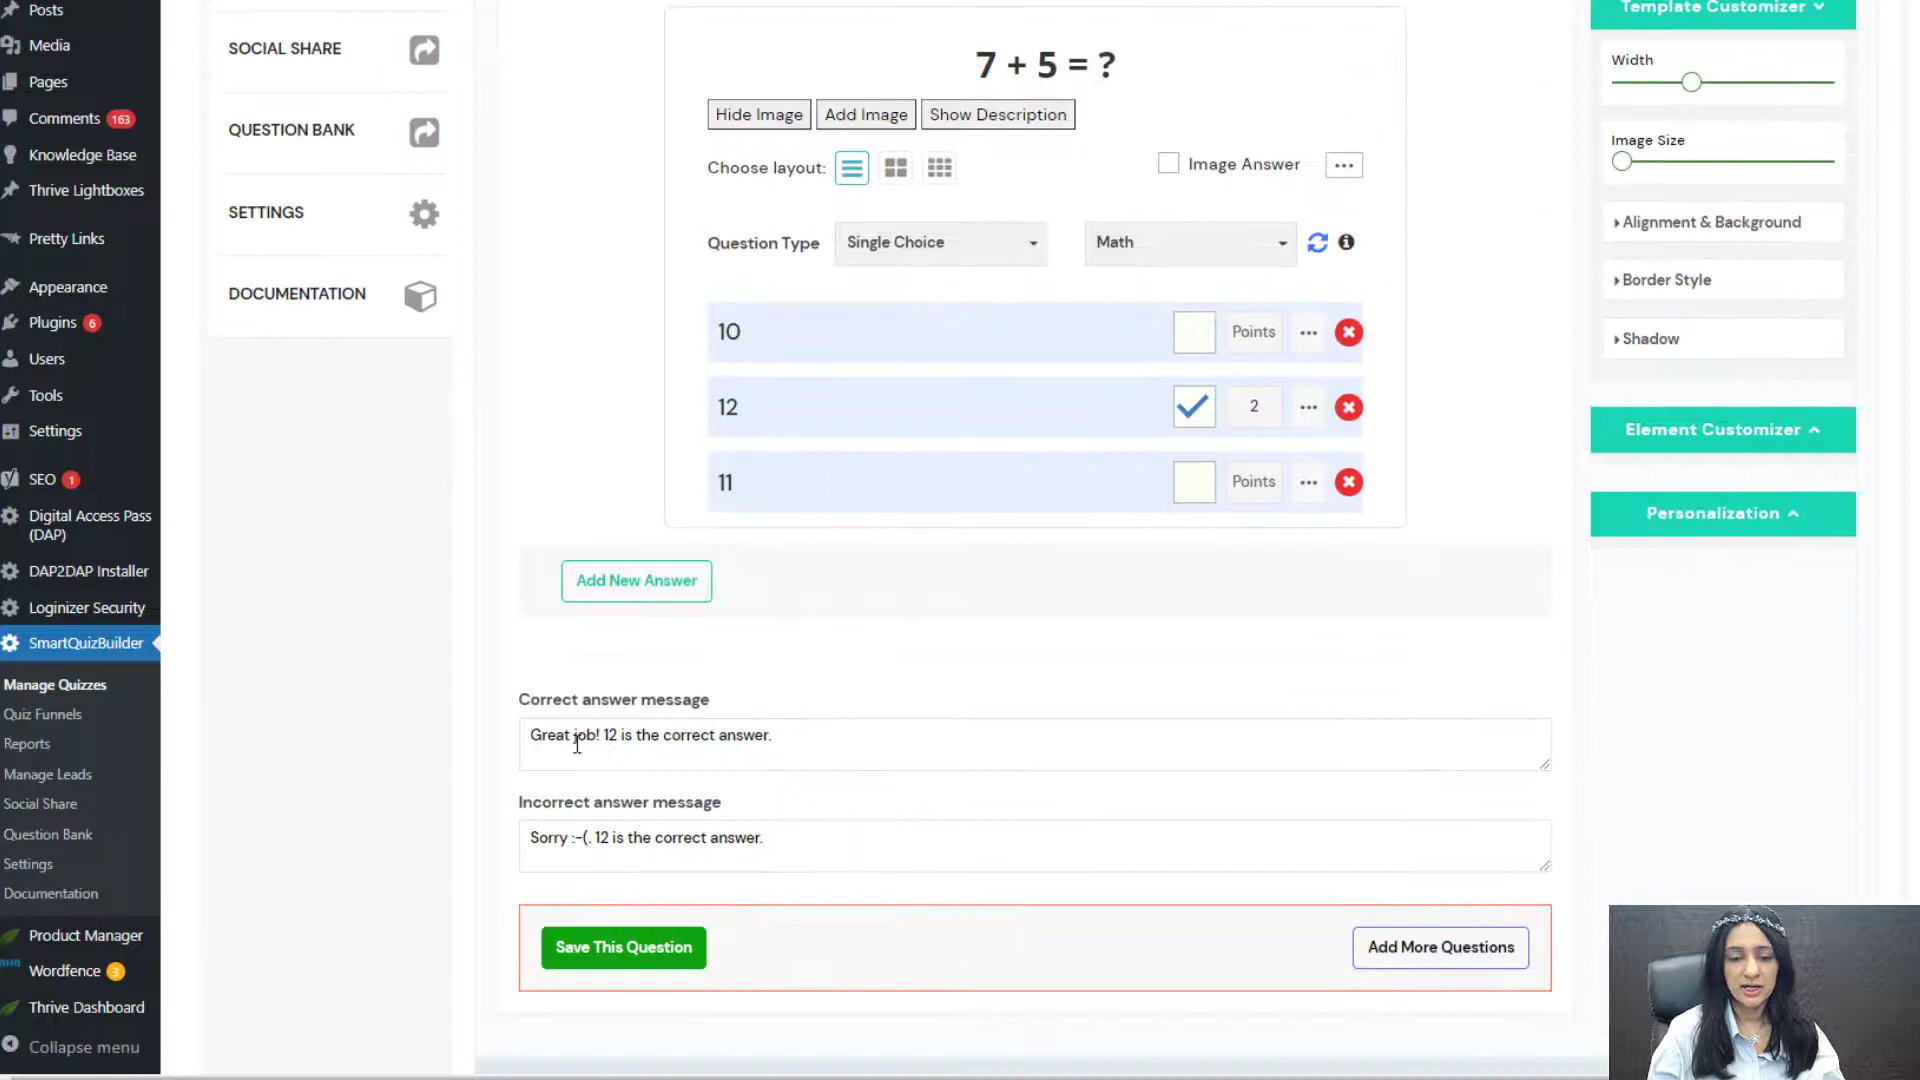 Posts
Media
Pages
Comments 163
Knowledge Base
Thrive Lightboxes
Pretty Links
Appearance
Plugins 6
Users
Tools
Settings
SEO 1
Digital Access Pass
(DAP)
DAP2DAP Installer
Loginizer Security
SmartQuizBuilder
Manage Quizzes
Quiz Funnels
Reports
Manage Leads
Social Share
Question Bank
Settings
Documentation
Product Manager
Wordfence 3
Thrive Dashboard
Collapse menu
SOCIAL SHARE
QUESTION BANK
SETTINGS
DOCUMENTATION
7 + 5 = ?
Hide Image Add Image Show Description
Choose layout: Image Answer ...
Question Type Single Choice Math
10 Points ...
12 2 ...
11 Points ...
Add New Answer
Correct answer message
Great job! 12 is the correct answer.
Incorrect answer message
Sorry :-(. 12 is the correct answer.
Save This Question Add More Questions
Template Customizer
Width
Image Size
Alignment & Background
Border Style
Shadow
Element Customizer
Personalization